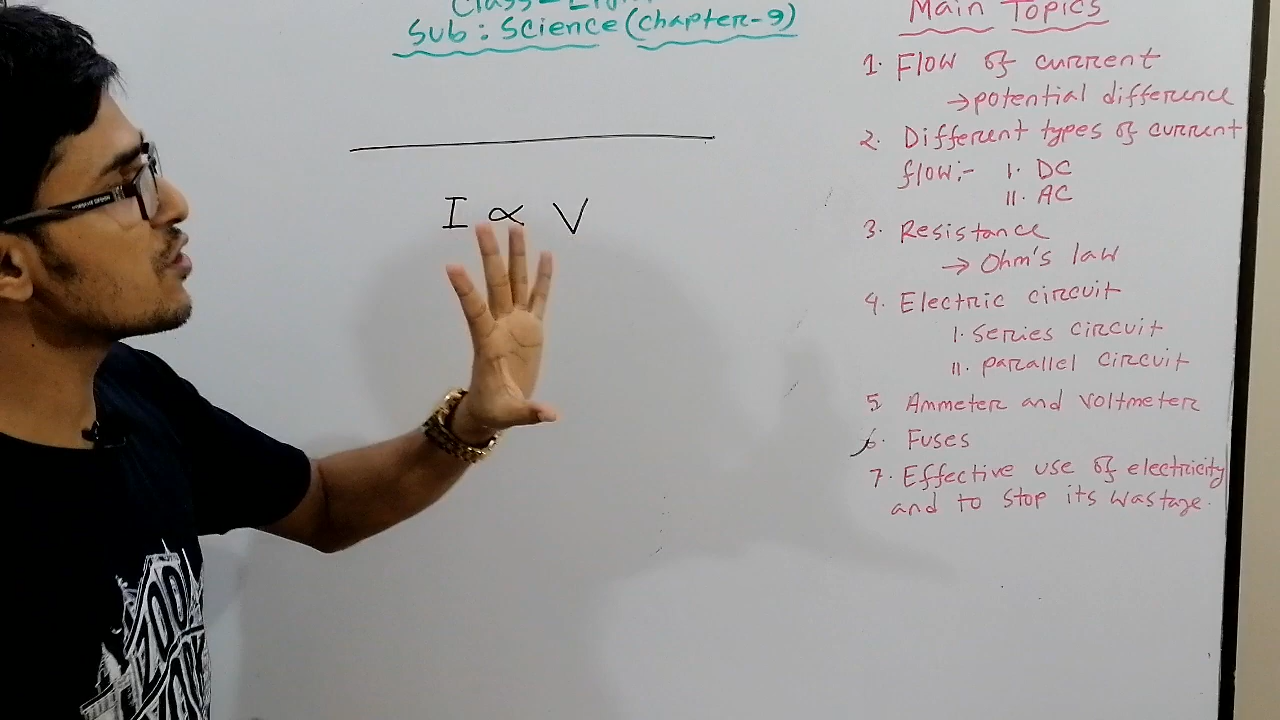 Sub : Science (chapter-9)
I ∝ V
Main Topics
1. Flow of current
→ potential difference
2. Different types of current
flow:- I. DC
II. AC
3. Resistance
→ Ohm's law
4. Electric circuit
I. series circuit
II. parallel circuit
5 Ammeter and voltmeter
6. Fuses
7. Effective use of electricity
and to stop its wastage.